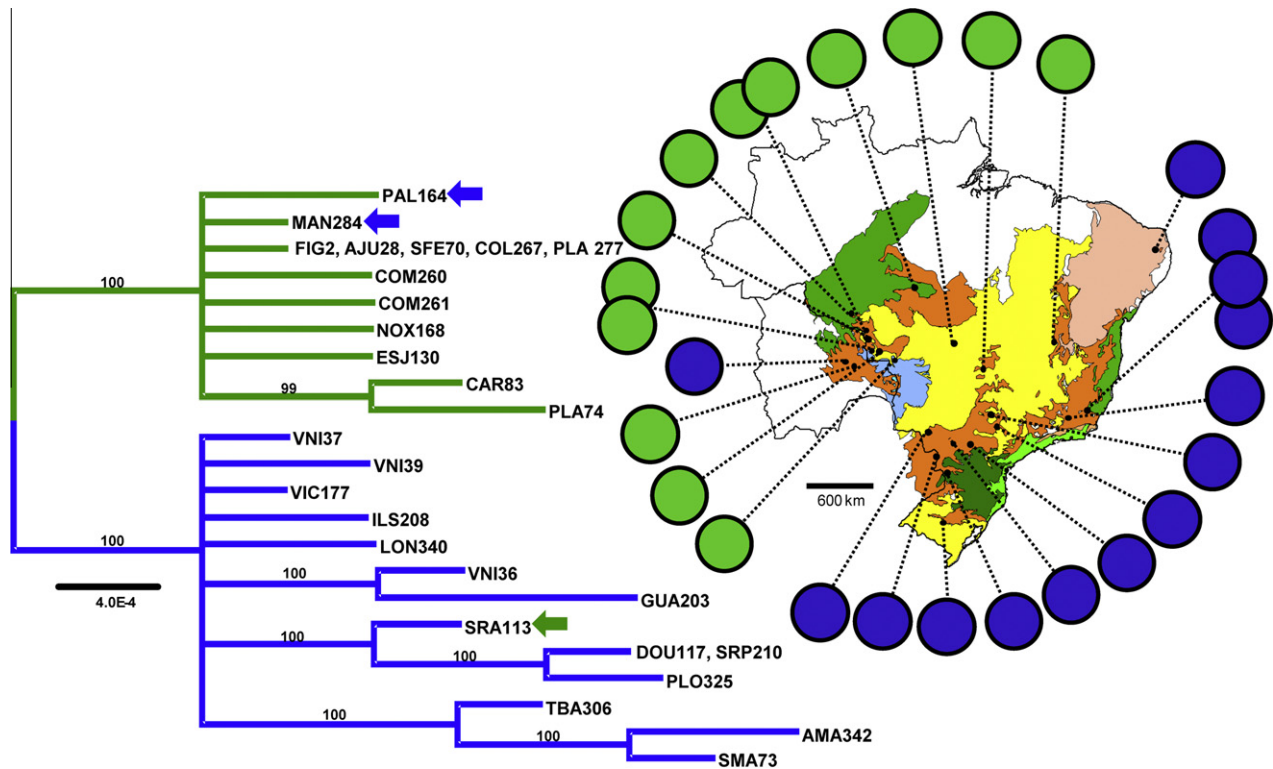 PAL164
MAN284
FIG2, AJU28, SFE70, COL267, PLA 277
100
COM260
COM261
NOX168
ESJ130
99
CAR83
PLA74
VNI37
VNI39
VIC177
ILS208
100
LON340
4.0E-4
100
VNI36
GUA203
100
SRA113
100
DOU117, SRP210
PLO325
100
TBA306
100
AMA342
SMA73
600 km